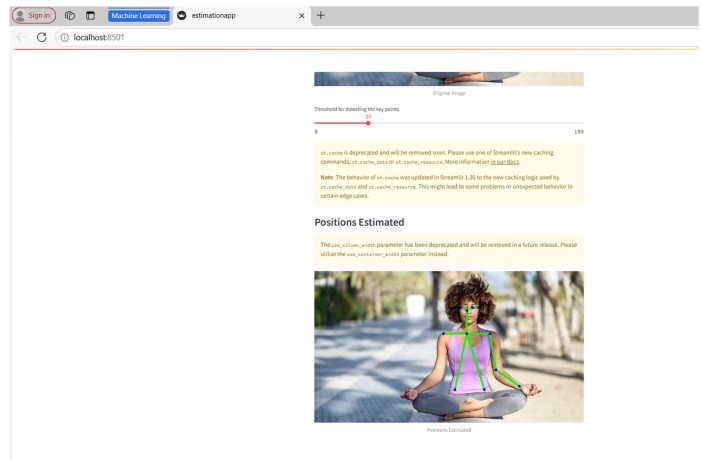 Sign in
Machine Learning
estimationapp
localhost:8501
Original Image
Threshold for detecting the key points
20
0 100
st.cache is deprecated and will be removed soon. Please use one of Streamlit's new caching
commands, st.cache_data or st.cache_resource. More information in our docs.
Note: The behavior of st.cache was updated in Streamlit 1.36 to the new caching logic used by
st.cache_data and st.cache_resource. This might lead to some problems or unexpected behavior in
certain edge cases.
Positions Estimated
The use_column_width parameter has been deprecated and will be removed in a future release. Please
utilize the use_container_width parameter instead.
Positions Estimated